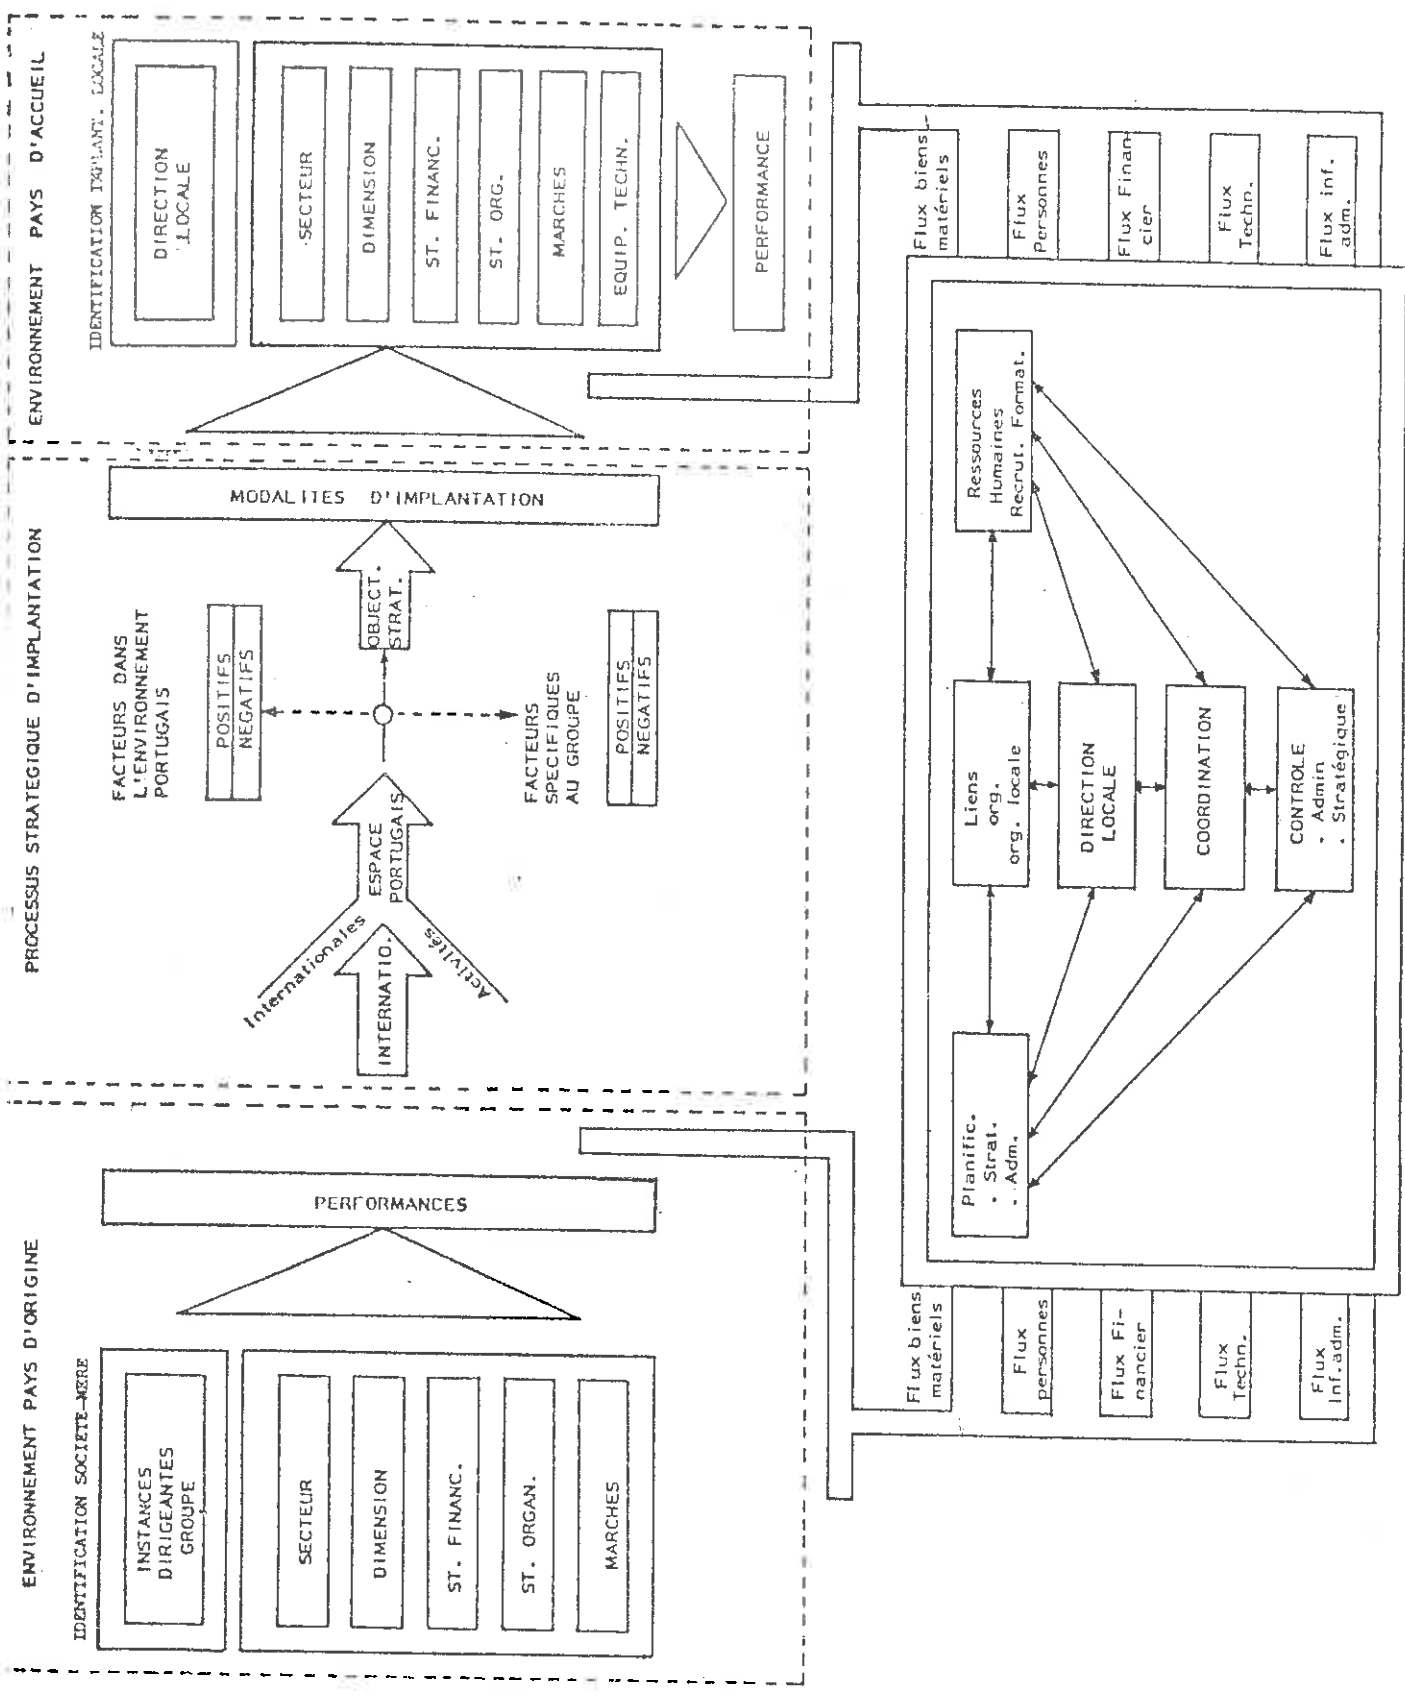 ENVIRONNEMENT PAYS D'ORIGINE
IDENTIFICATION SOCIETE-MERE
INSTANCES
DIRIGEANTES
GROUPE
SECTEUR
DIMENSION
ST. FINANC.
ST. ORGAN.
MARCHES
PERFORMANCES
PROCESSUS STRATEGIQUE D'IMPLANTATION
Internationales
INTERNATIO.
Activités
ESPACE
PORTUGAIS
FACTEURS DANS
L'ENVIRONNEMENT
PORTUGAIS
POSITIFS
NEGATIFS
FACTEURS
SPECIFIQUES
AU GROUPE
POSITIFS
NEGATIFS
OBJECT.
STRAT.
MODALITES D'IMPLANTATION
ENVIRONNEMENT PAYS D'ACCUEIL
IDENTIFICATION IMPLANT. LOCALE
DIRECTION
LOCALE
SECTEUR
DIMENSION
ST. FINANC.
ST. ORG.
MARCHES
EQUIP. TECHN.
PERFORMANCE
Flux biens
matériels
Flux
personnes
Flux Fi-
nancier
Flux
Techn.
Flux
Inf.adm.
Planific.
. Strat.
. Adm.
Liens
org.
org. locale
DIRECTION
LOCALE
COORDINATION
CONTROLE
. Admin
. Stratégique
Ressources
Humaines
Recrut. Format.
Flux biens
matériels
Flux
Personnes
Flux Finan
cier
Flux
Techn.
Flux inf.
adm.